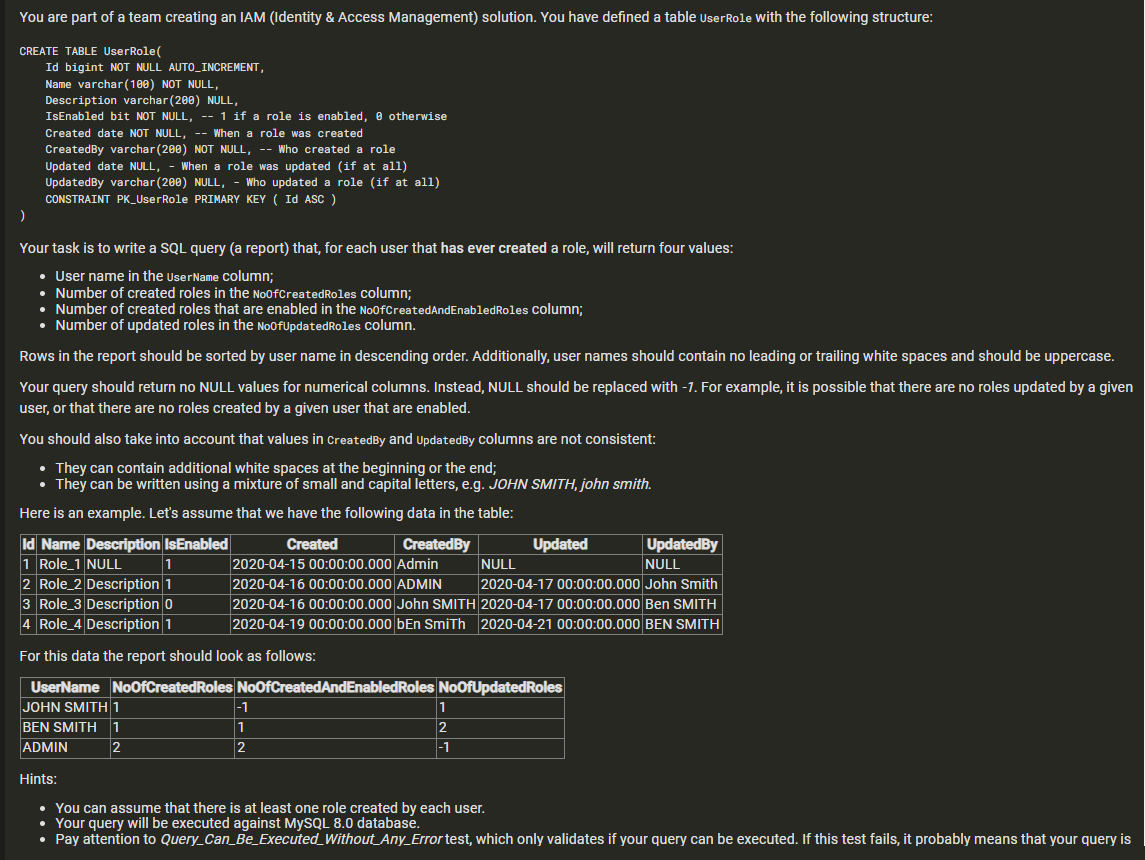 You are part of a team creating an IAM (Identity & Access Management) solution. You have defined a table UserRole with the following structure:
CREATE TABLE UserRole(
Id bigint NOT NULL AUTO_INCREMENT,
Name varchar(100) NOT NULL,
Description varchar(200) NULL,
IsEnabled bit NOT NULL, -- 1 if a role is enabled, 0 otherwise
Created date NOT NULL, -- When a role was created
CreatedBy varchar(200) NOT NULL, -- Who created a role
Updated date NULL, - When a role was updated (if at all)
UpdatedBy varchar(200) NULL, - Who updated a role (if at all)
CONSTRAINT PK_UserRole PRIMARY KEY ( Id ASC )
)
Your task is to write a SQL query (a report) that, for each user that has ever created a role, will return four values:
• User name in the UserName column;
• Number of created roles in the NoOfCreatedRoles column;
• Number of created roles that are enabled in the NoOfCreatedAndEnabledRoles column;
• Number of updated roles in the NoOfUpdatedRoles column.
Rows in the report should be sorted by user name in descending order. Additionally, user names should contain no leading or trailing white spaces and should be uppercase.
Your query should return no NULL values for numerical columns. Instead, NULL should be replaced with -1. For example, it is possible that there are no roles updated by a given
user, or that there are no roles created by a given user that are enabled.
You should also take into account that values in CreatedBy and UpdatedBy columns are not consistent:
• They can contain additional white spaces at the beginning or the end;
• They can be written using a mixture of small and capital letters, e.g. JOHN SMITH, john smith.
Here is an example. Let's assume that we have the following data in the table:
Id Name Description IsEnabled Created CreatedBy Updated UpdatedBy
1 Role_1 NULL 1 2020-04-15 00:00:00.000 Admin NULL NULL
2 Role_2 Description 1 2020-04-16 00:00:00.000 ADMIN 2020-04-17 00:00:00.000 John Smith
3 Role_3 Description 0 2020-04-16 00:00:00.000 John SMITH 2020-04-17 00:00:00.000 Ben SMITH
4 Role_4 Description 1 2020-04-19 00:00:00.000 bEn SmiTh 2020-04-21 00:00:00.000 BEN SMITH
For this data the report should look as follows:
UserName NoOfCreatedRoles NoOfCreatedAndEnabledRoles NoOfUpdatedRoles
JOHN SMITH 1 -1 1
BEN SMITH 1 1 2
ADMIN 2 2 -1
Hints:
• You can assume that there is at least one role created by each user.
• Your query will be executed against MySQL 8.0 database.
• Pay attention to Query_Can_Be_Executed_Without_Any_Error test, which only validates if your query can be executed. If this test fails, it probably means that your query is